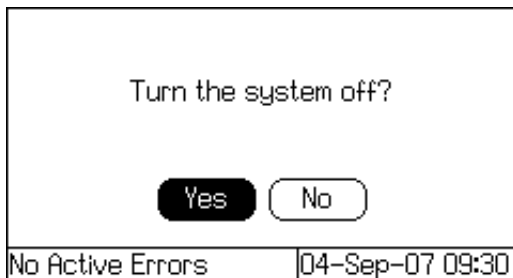 Turn the system off?
Yes No
No Active Errors 04-Sep-07 09:30